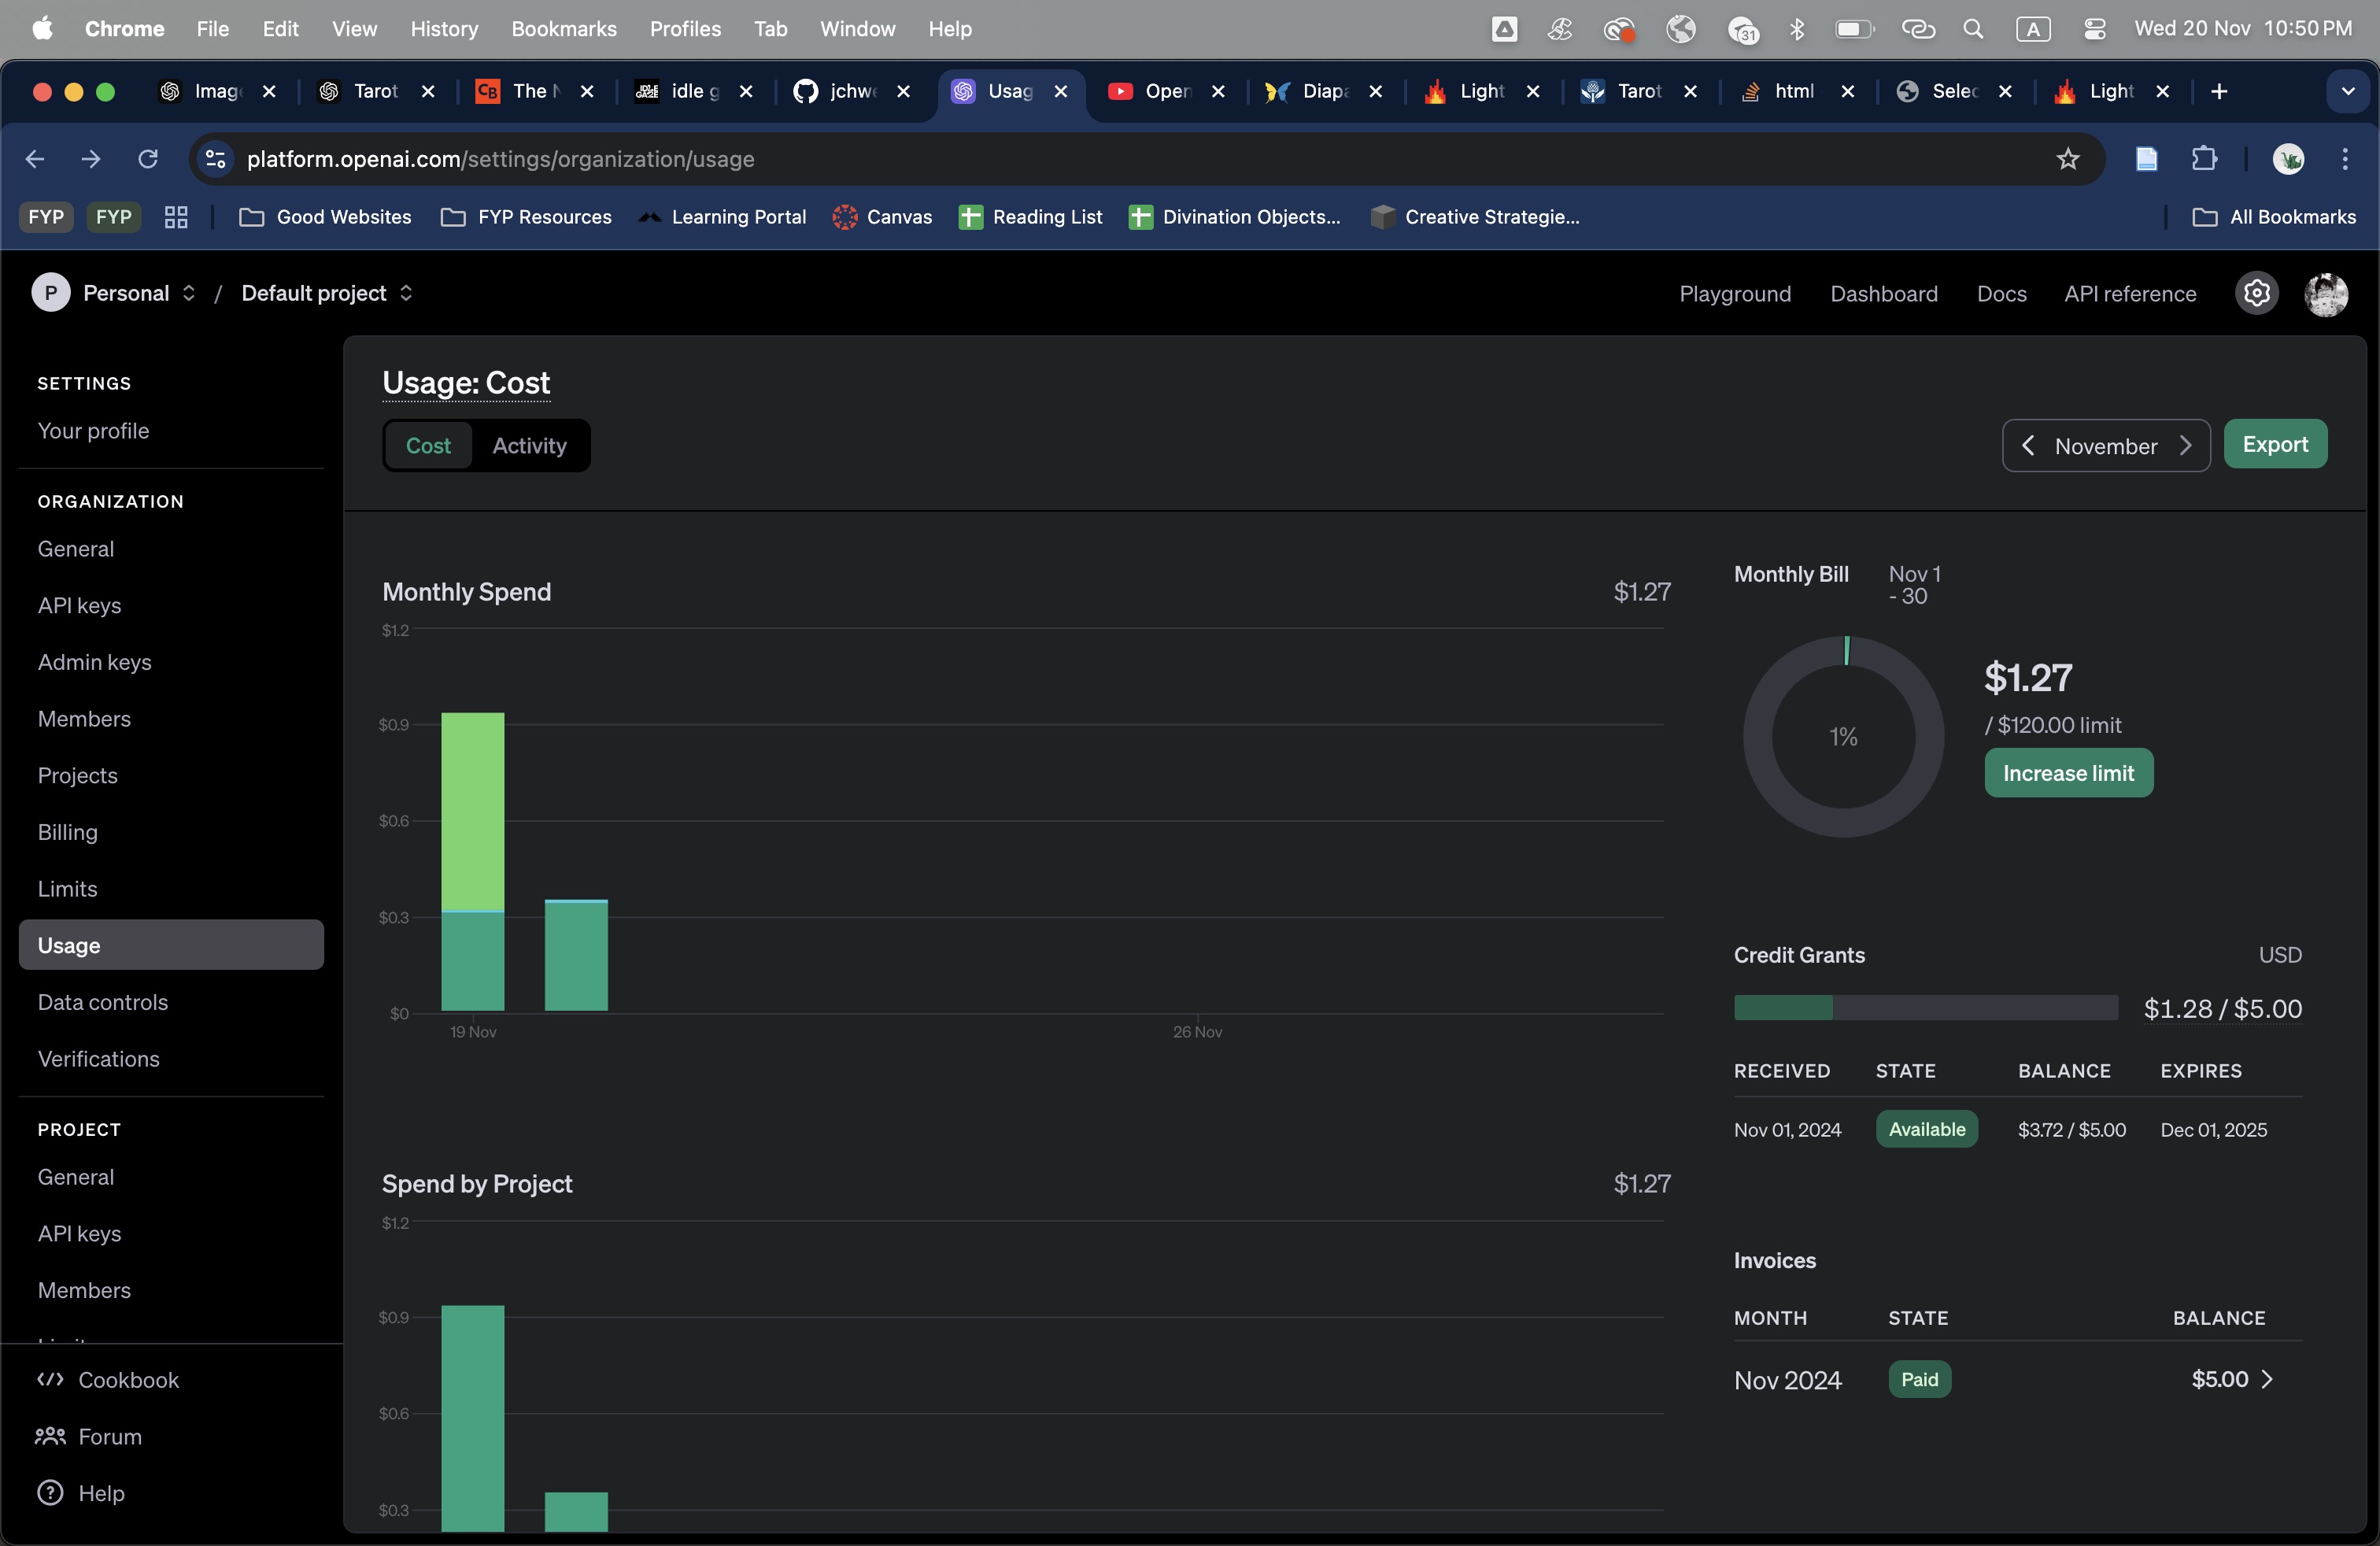 Chrome File Edit View History Bookmarks Profiles Tab Window Help 31 A Wed 20 Nov 10:50 PM
Imag Tarot CB The N idle g jchw Usag Open Diapa Light Tarot html Selec Light
platform.openai.com/settings/organization/usage
FYP FYP Good Websites FYP Resources Learning Portal Canvas Reading List Divination Objects... Creative Strategie... All Bookmarks
P Personal / Default project Playground Dashboard Docs API reference
SETTINGS
Your profile
ORGANIZATION
General
API keys
Admin keys
Members
Projects
Billing
Limits
Usage
Data controls
Verifications
PROJECT
General
API keys
Members
Cookbook
Forum
Help
Usage: Cost
Cost Activity
November Export
Monthly Spend $1.27
$1.2
$0.9
$0.6
$0.3
$0
19 Nov 26 Nov
Spend by Project $1.27
$1.2
$0.9
$0.6
$0.3
Monthly Bill Nov 1
- 30
1%
$1.27
/ $120.00 limit
Increase limit
Credit Grants USD
$1.28 / $5.00
RECEIVED STATE BALANCE EXPIRES
Nov 01, 2024 Available $3.72 / $5.00 Dec 01, 2025
Invoices
MONTH STATE BALANCE
Nov 2024 Paid $5.00